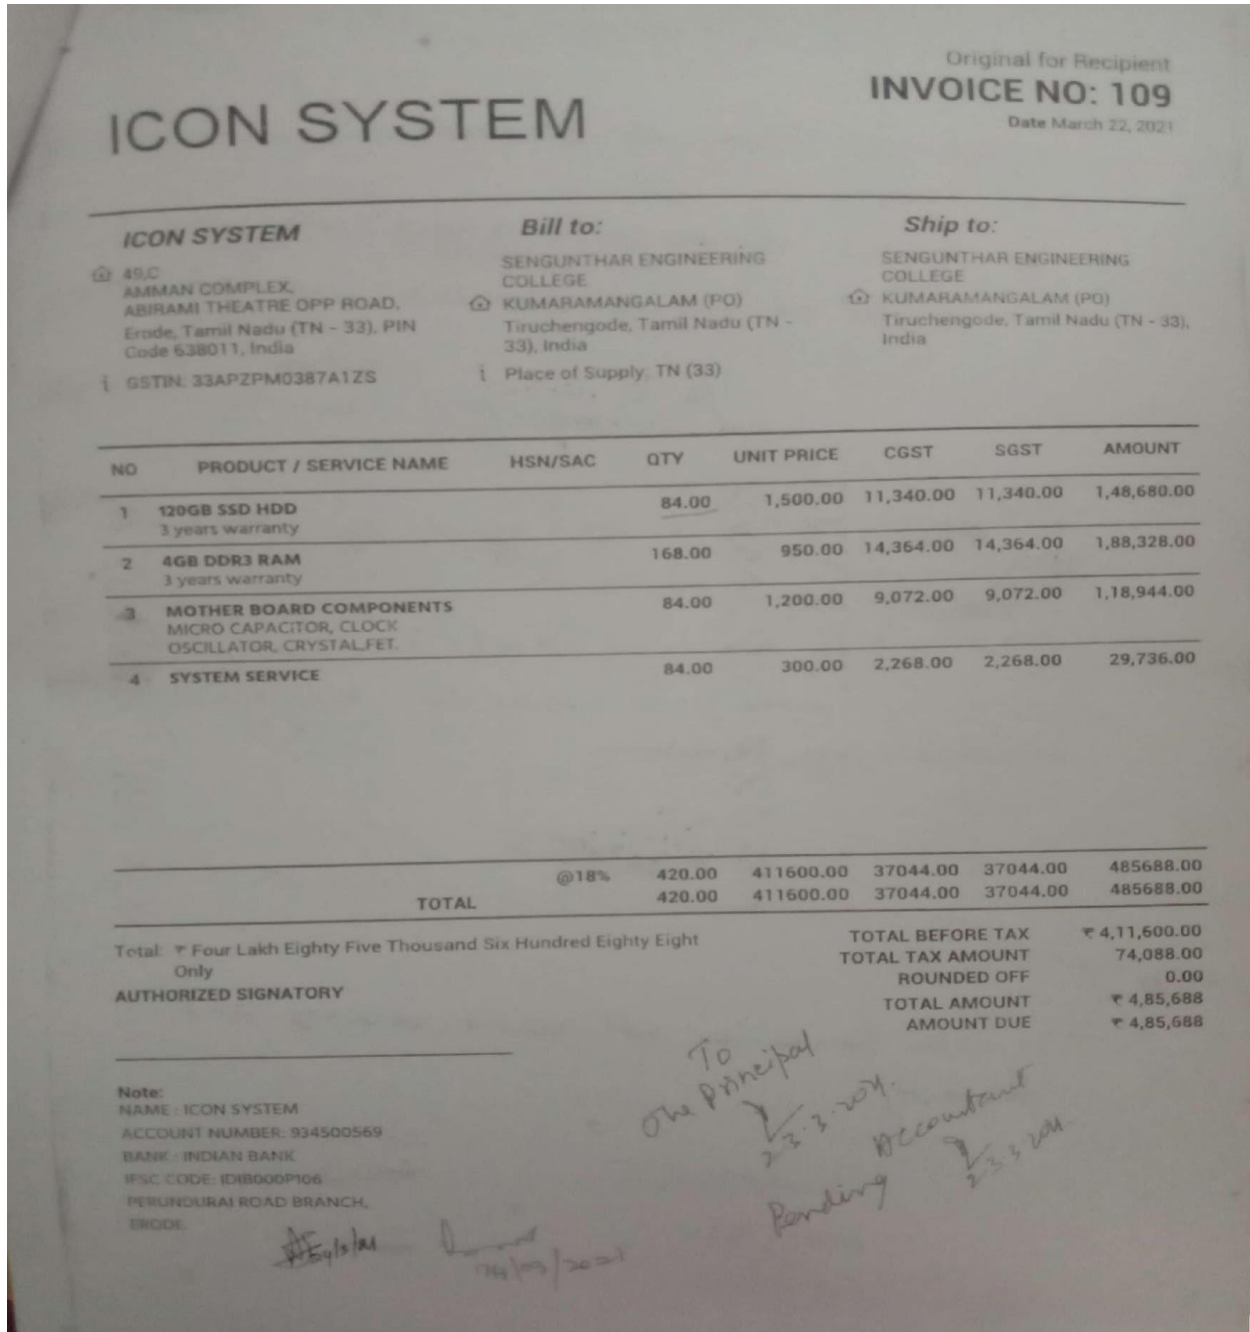 Original for Recipient
INVOICE NO: 109
Date March 22, 2021
ICON SYSTEM
ICON SYSTEM
49,C
AMMAN COMPLEX,
ABIRAMI THEATRE OPP ROAD,
Erode, Tamil Nadu (TN - 33), PIN
Code 638011, India
GSTIN: 33APZPM0387A1ZS
Bill to:
SENGUNTHAR ENGINEERING
COLLEGE
KUMARAMANGALAM (PO)
Tiruchengode, Tamil Nadu (TN -
33), India
Place of Supply: TN (33)
Ship to:
SENGUNTHAR ENGINEERING
COLLEGE
KUMARAMANGALAM (PO)
Tiruchengode, Tamil Nadu (TN - 33),
India
NO PRODUCT / SERVICE NAME HSN/SAC QTY UNIT PRICE CGST SGST AMOUNT
1 120GB SSD HDD 84.00 1,500.00 11,340.00 11,340.00 1,48,680.00
3 years warranty
2 4GB DDR3 RAM 168.00 950.00 14,364.00 14,364.00 1,88,328.00
3 years warranty
3 MOTHER BOARD COMPONENTS 84.00 1,200.00 9,072.00 9,072.00 1,18,944.00
MICRO CAPACITOR, CLOCK
OSCILLATOR, CRYSTAL,FET.
4 SYSTEM SERVICE 84.00 300.00 2,268.00 2,268.00 29,736.00
@18% 420.00 411600.00 37044.00 37044.00 485688.00
TOTAL 420.00 411600.00 37044.00 37044.00 485688.00
Total: ₹ Four Lakh Eighty Five Thousand Six Hundred Eighty Eight
Only
AUTHORIZED SIGNATORY
TOTAL BEFORE TAX ₹ 4,11,600.00
TOTAL TAX AMOUNT 74,088.00
ROUNDED OFF 0.00
TOTAL AMOUNT ₹ 4,85,688
AMOUNT DUE ₹ 4,85,688
To
The Principal
23.3.2021.
Accountant
Pending
23.3.2021
Note:
NAME : ICON SYSTEM
ACCOUNT NUMBER: 934500569
BANK : INDIAN BANK
IFSC CODE: IDIB000P106
PERUNDURAI ROAD BRANCH,
ERODE.
24/03/2021